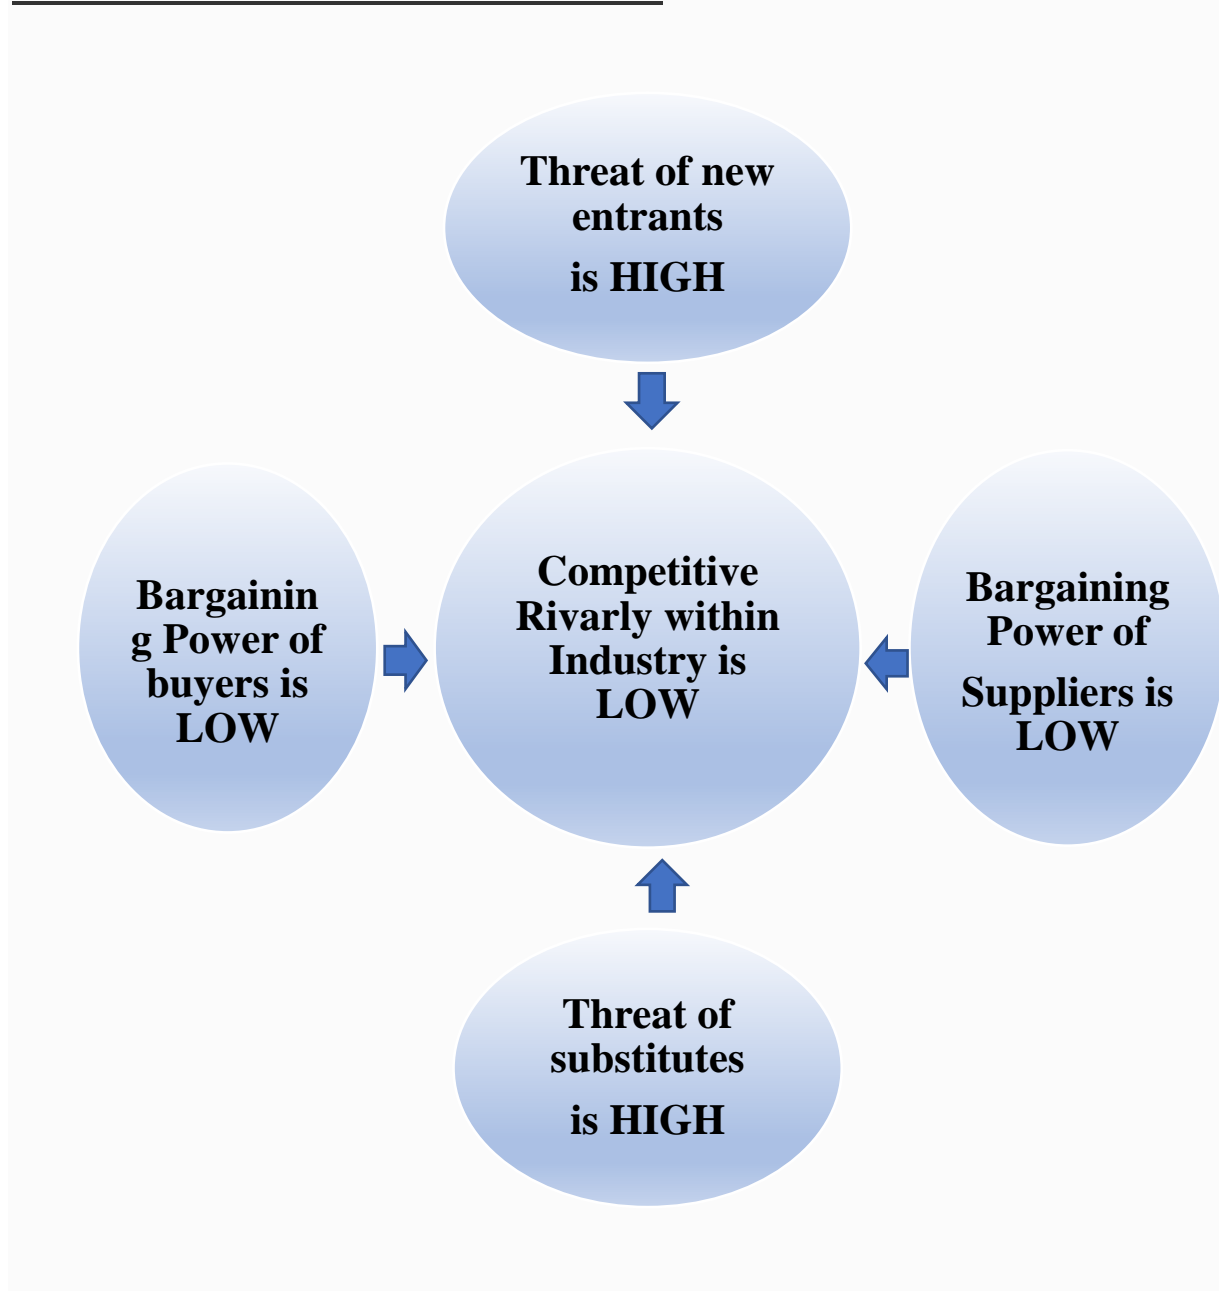 Threat of new
entrants
is HIGH
Bargainin
g Power of
buyers is
LOW
Competitive
Rivarly within
Industry is
LOW
Bargaining
Power of
Suppliers is
LOW
Threat of
substitutes
is HIGH